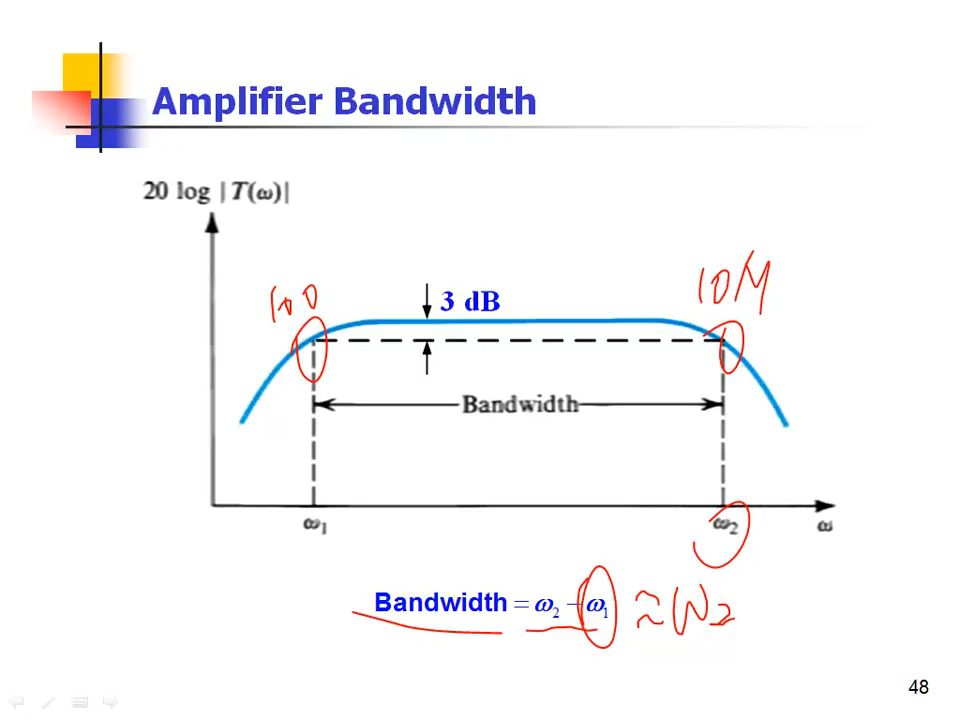 Amplifier Bandwidth
20 log |T(ω)|
100
3 dB
10M
Bandwidth
ω₁
ω₂
ω
Bandwidth = ω₂ − ω₁ ≈ W₂
48